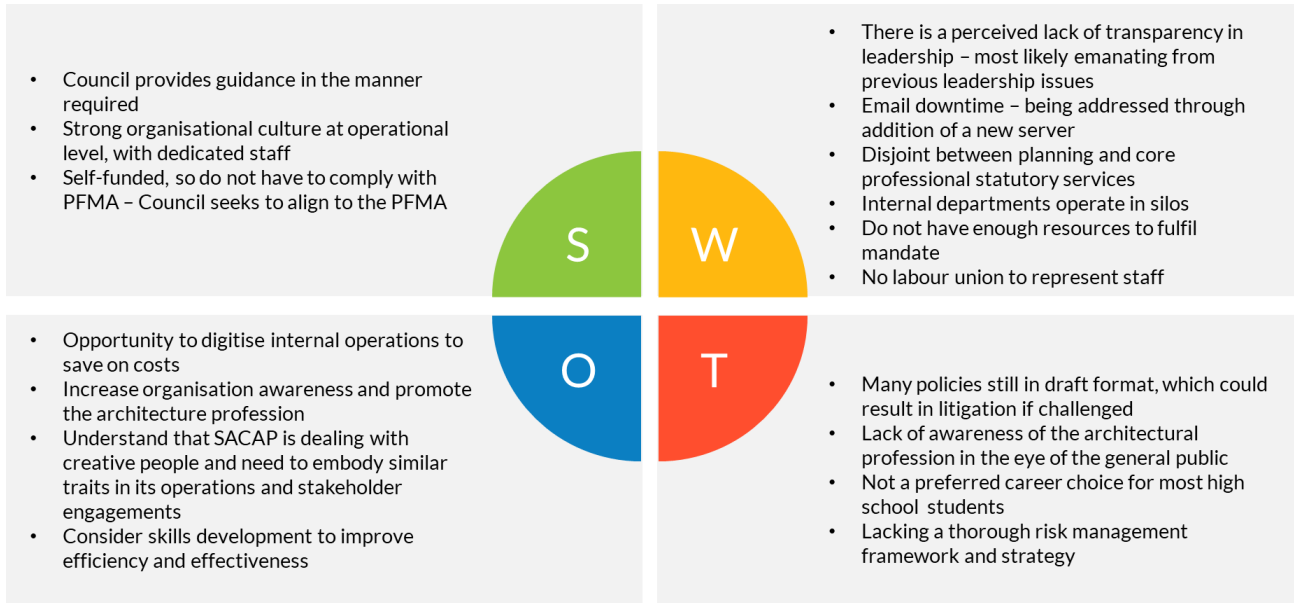 • Council provides guidance in the manner
required
• Strong organisational culture at operational
level, with dedicated staff
• Self-funded, so do not have to comply with
PFMA – Council seeks to align to the PFMA
S
• There is a perceived lack of transparency in
leadership – most likely emanating from
previous leadership issues
• Email downtime – being addressed through
addition of a new server
• Disjoint between planning and core
professional statutory services
• Internal departments operate in silos
• Do not have enough resources to fulfil
mandate
• No labour union to represent staff
W
• Opportunity to digitise internal operations to
save on costs
• Increase organisation awareness and promote
the architecture profession
• Understand that SACAP is dealing with
creative people and need to embody similar
traits in its operations and stakeholder
engagements
• Consider skills development to improve
efficiency and effectiveness
O
• Many policies still in draft format, which could
result in litigation if challenged
• Lack of awareness of the architectural
profession in the eye of the general public
• Not a preferred career choice for most high
school students
• Lacking a thorough risk management
framework and strategy
T